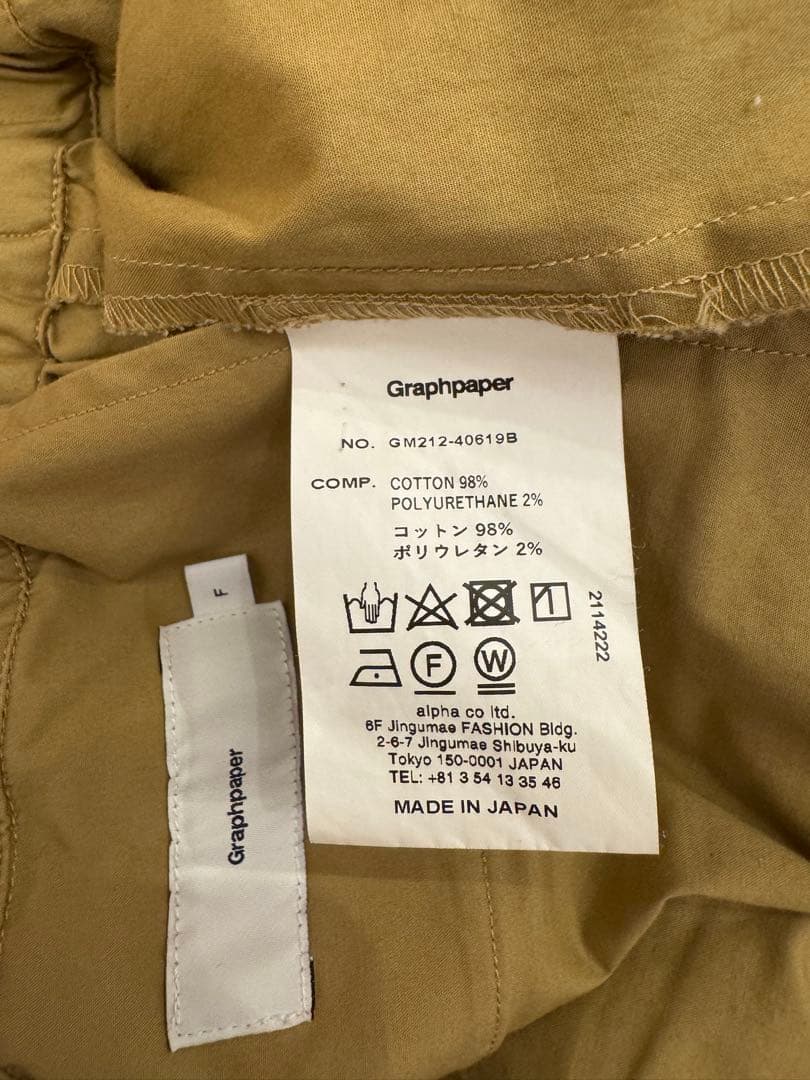 Graphpaper
NO. GM212-40619B
COMP. COTTON 98%
POLYURETHANE 2%
コットン 98%
ポリウレタン 2%
F W
2114222
alpha co ltd.
6F Jingumae FASHION Bldg.
2-6-7 Jingumae Shibuya-ku
Tokyo 150-0001 JAPAN
TEL: +81 3 54 13 35 46
MADE IN JAPAN
F
Graphpaper